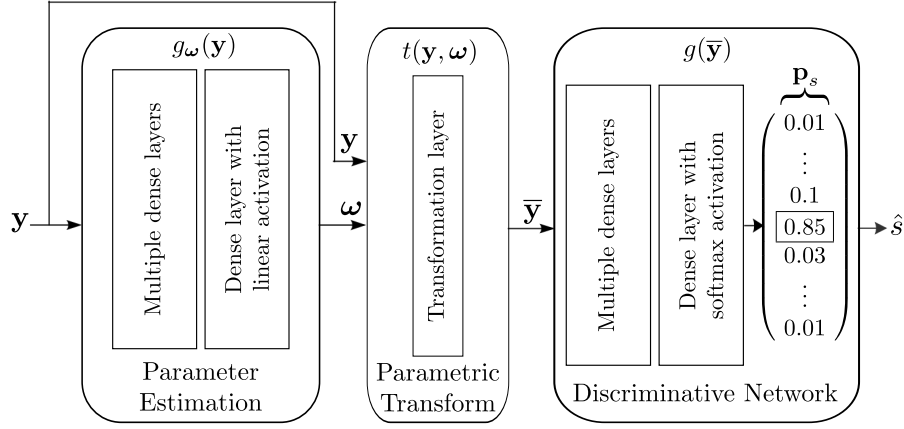 y
g_ω(y)
Multiple dense layers
Dense layer with
linear activation
Parameter
Estimation
y
ω
t(y, ω)
Transformation layer
Parametric
Transform
y̅
g(y̅)
Multiple dense layers
Dense layer with
softmax activation
p_s
0.01
⋮
0.1
0.85
0.03
⋮
0.01
Discriminative Network
ŝ